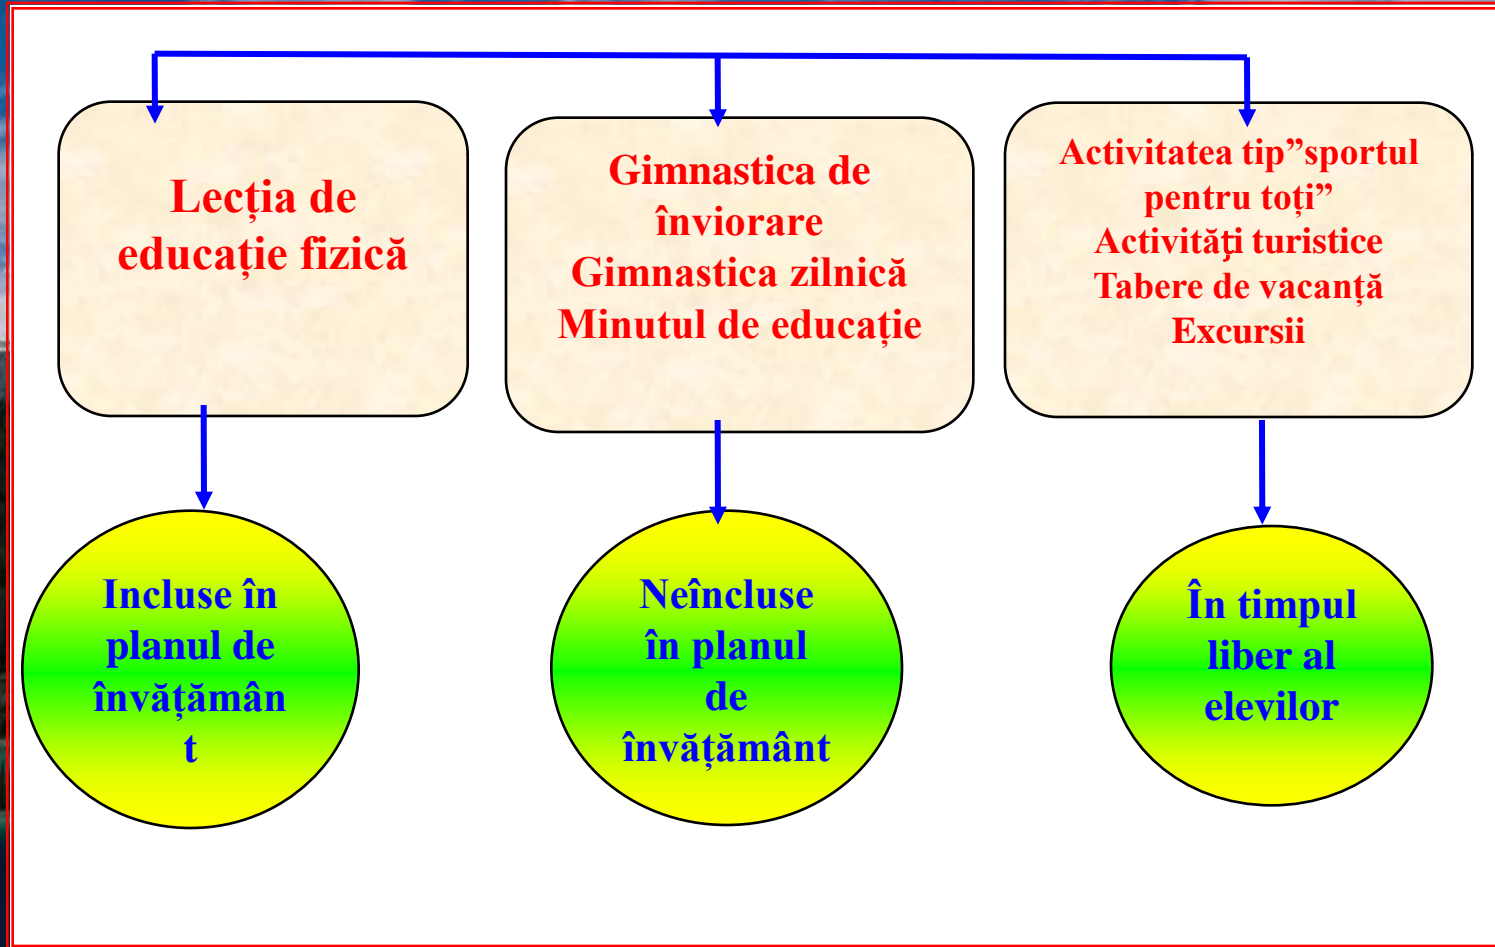 Lecția de
educație fizică
Gimnastica de
înviorare
Gimnastica zilnică
Minutul de educație
Activitatea tip”sportul
pentru toți”
Activităţi turistice
Tabere de vacanță
Excursii
Incluse în
planul de
învățămân
t
Neîncluse
în planul
de
învățământ
În timpul
liber al
elevilor